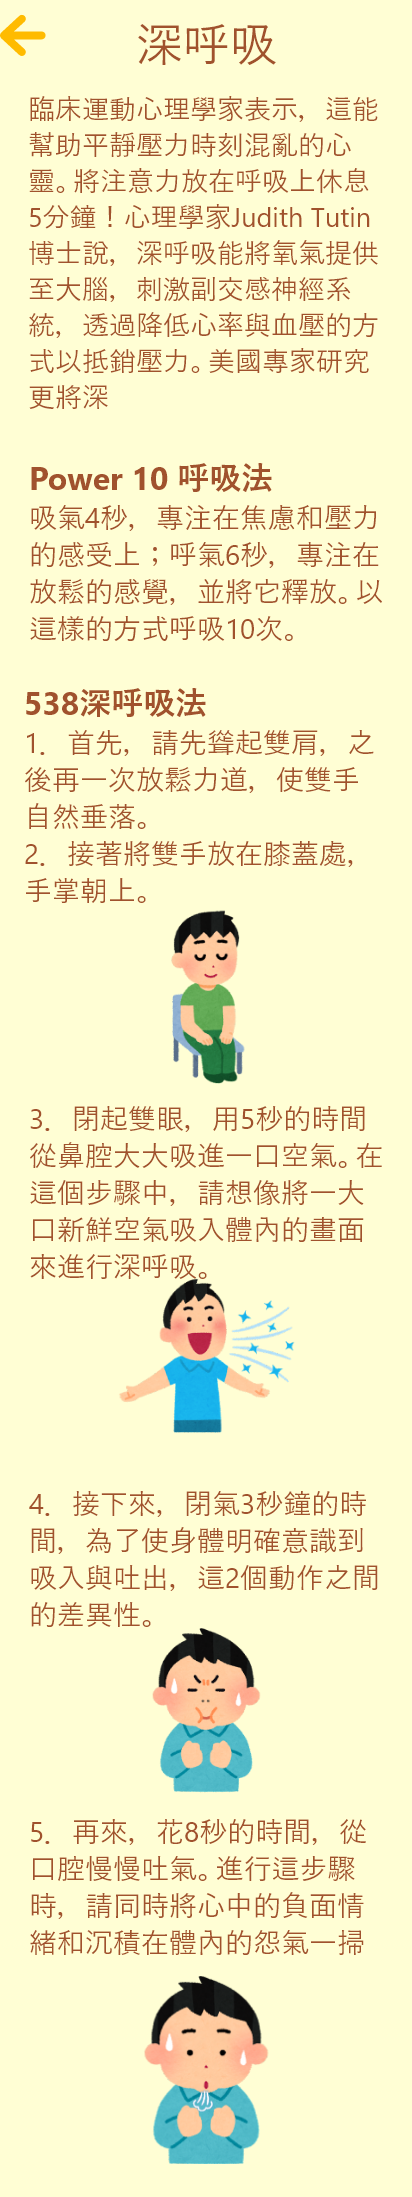 深呼吸
臨床運動心理學家表示，這能
幫助平靜壓力時刻混亂的心
靈。將注意力放在呼吸上休息
5分鐘！心理學家Judith Tutin
博士說，深呼吸能將氧氣提供
至大腦，刺激副交感神經系
統，透過降低心率與血壓的方
式以抵銷壓力。美國專家研究
更將深
Power 10 呼吸法
吸氣4秒，專注在焦慮和壓力
的感受上；呼氣6秒，專注在
放鬆的感覺，並將它釋放。以
這樣的方式呼吸10次。
538深呼吸法
1．首先，請先聳起雙肩，之
後再一次放鬆力道，使雙手
自然垂落。
2．接著將雙手放在膝蓋處，
手掌朝上。
3．閉起雙眼，用5秒的時間
從鼻腔大大吸進一口空氣。在
這個步驟中，請想像將一大
口新鮮空氣吸入體內的畫面
來進行深呼吸。
4．接下來，閉氣3秒鐘的時
間，為了使身體明確意識到
吸入與吐出，這2個動作之間
的差異性。
5．再來，花8秒的時間，從
口腔慢慢吐氣。進行這步驟
時，請同時將心中的負面情
緒和沉積在體內的怨氣一掃